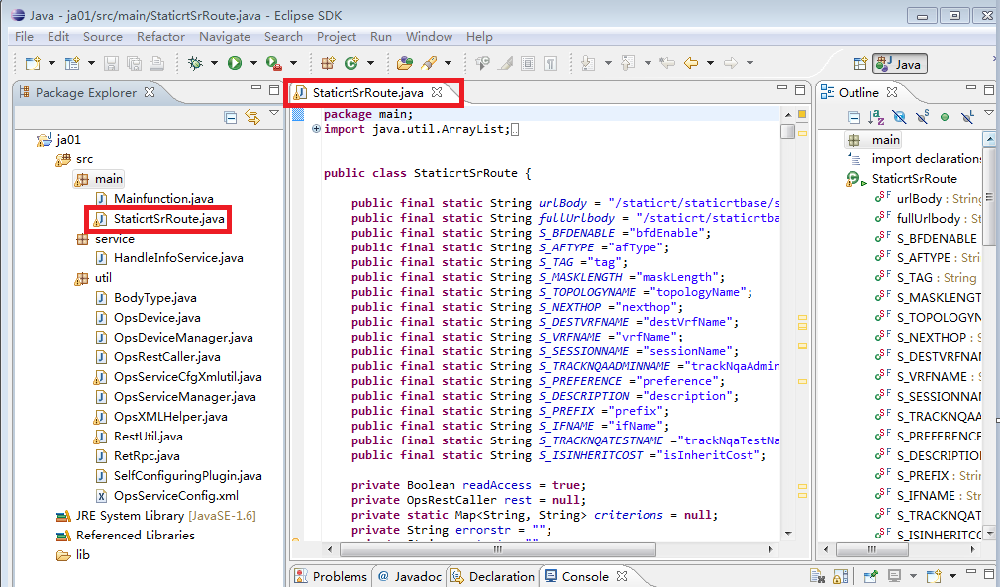 Java - ja01/src/main/StaticrtSrRoute.java - Eclipse SDK
File Edit Source Refactor Navigate Search Project Run Window Help
Java
Package Explorer
ja01
src
main
Mainfunction.java
StaticrtSrRoute.java
service
HandleInfoService.java
util
BodyType.java
OpsDevice.java
OpsDeviceManager.java
OpsRestCaller.java
OpsServiceCfgXmlutil.java
OpsServiceManager.java
OpsXMLHelper.java
RestUtil.java
RetRpc.java
SelfConfiguringPlugin.java
OpsServiceConfig.xml
JRE System Library [JavaSE-1.6]
Referenced Libraries
lib
StaticrtSrRoute.java
package main;
import java.util.ArrayList;
public class StaticrtSrRoute {
public final static String urlBody = "/staticrt/staticrtbase/s
public final static String fullUrlbody = "/staticrt/staticrtba
public final static String S_BFDENABLE ="bfdEnable";
public final static String S_AFTYPE ="afType";
public final static String S_TAG ="tag";
public final static String S_MASKLENGTH ="maskLength";
public final static String S_TOPOLOGYNAME ="topologyName";
public final static String S_NEXTHOP ="nexthop";
public final static String S_DESTVRFNAME ="destVrfName";
public final static String S_VRFNAME ="vrfName";
public final static String S_SESSIONNAME ="sessionName";
public final static String S_TRACKNQAADMINNAME ="trackNqaAdmin
public final static String S_PREFERENCE ="preference";
public final static String S_DESCRIPTION ="description";
public final static String S_PREFIX ="prefix";
public final static String S_IFNAME ="ifName";
public final static String S_TRACKNQATESTNAME ="trackNqaTestNa
public final static String S_ISINHERITCOST ="isInheritCost";
private Boolean readAccess = true;
private OpsRestCaller rest = null;
private static Map<String, String> criterions = null;
private String errorstr = "";
Outline
main
import declarations
StaticrtSrRoute
urlBody : String
fullUrlbody : St
S_BFDENABLE
S_AFTYPE : Stri
S_TAG : String
S_MASKLENGT
S_TOPOLOGYN
S_NEXTHOP : S
S_DESTVRFNAM
S_VRFNAME : S
S_SESSIONNAM
S_TRACKNQAA
S_PREFERENCE
S_DESCRIPTION
S_PREFIX : Strin
S_IFNAME : Stri
S_TRACKNQAT
S_ISINHERITCO
Problems @ Javadoc Declaration Console